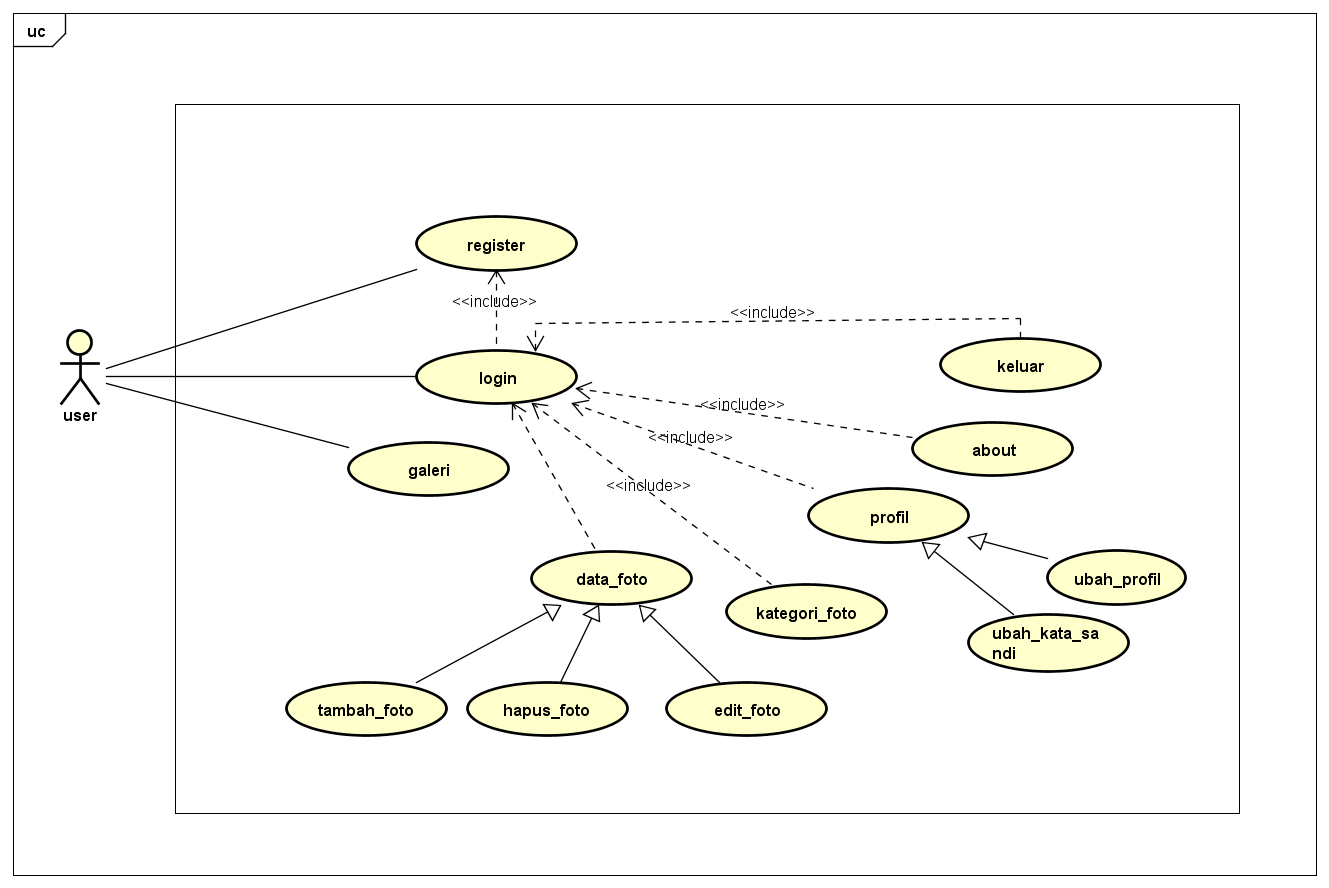 uc
register
<<include>>
<<include>>
keluar
login
user
<<include>>
<<include>>
about
galeri
<<include>>
profil
data_foto
ubah_profil
kategori_foto
ubah_kata_sa
ndi
tambah_foto
hapus_foto
edit_foto